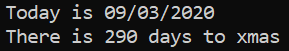 Today is 09/03/2020
There is 290 days to xmas